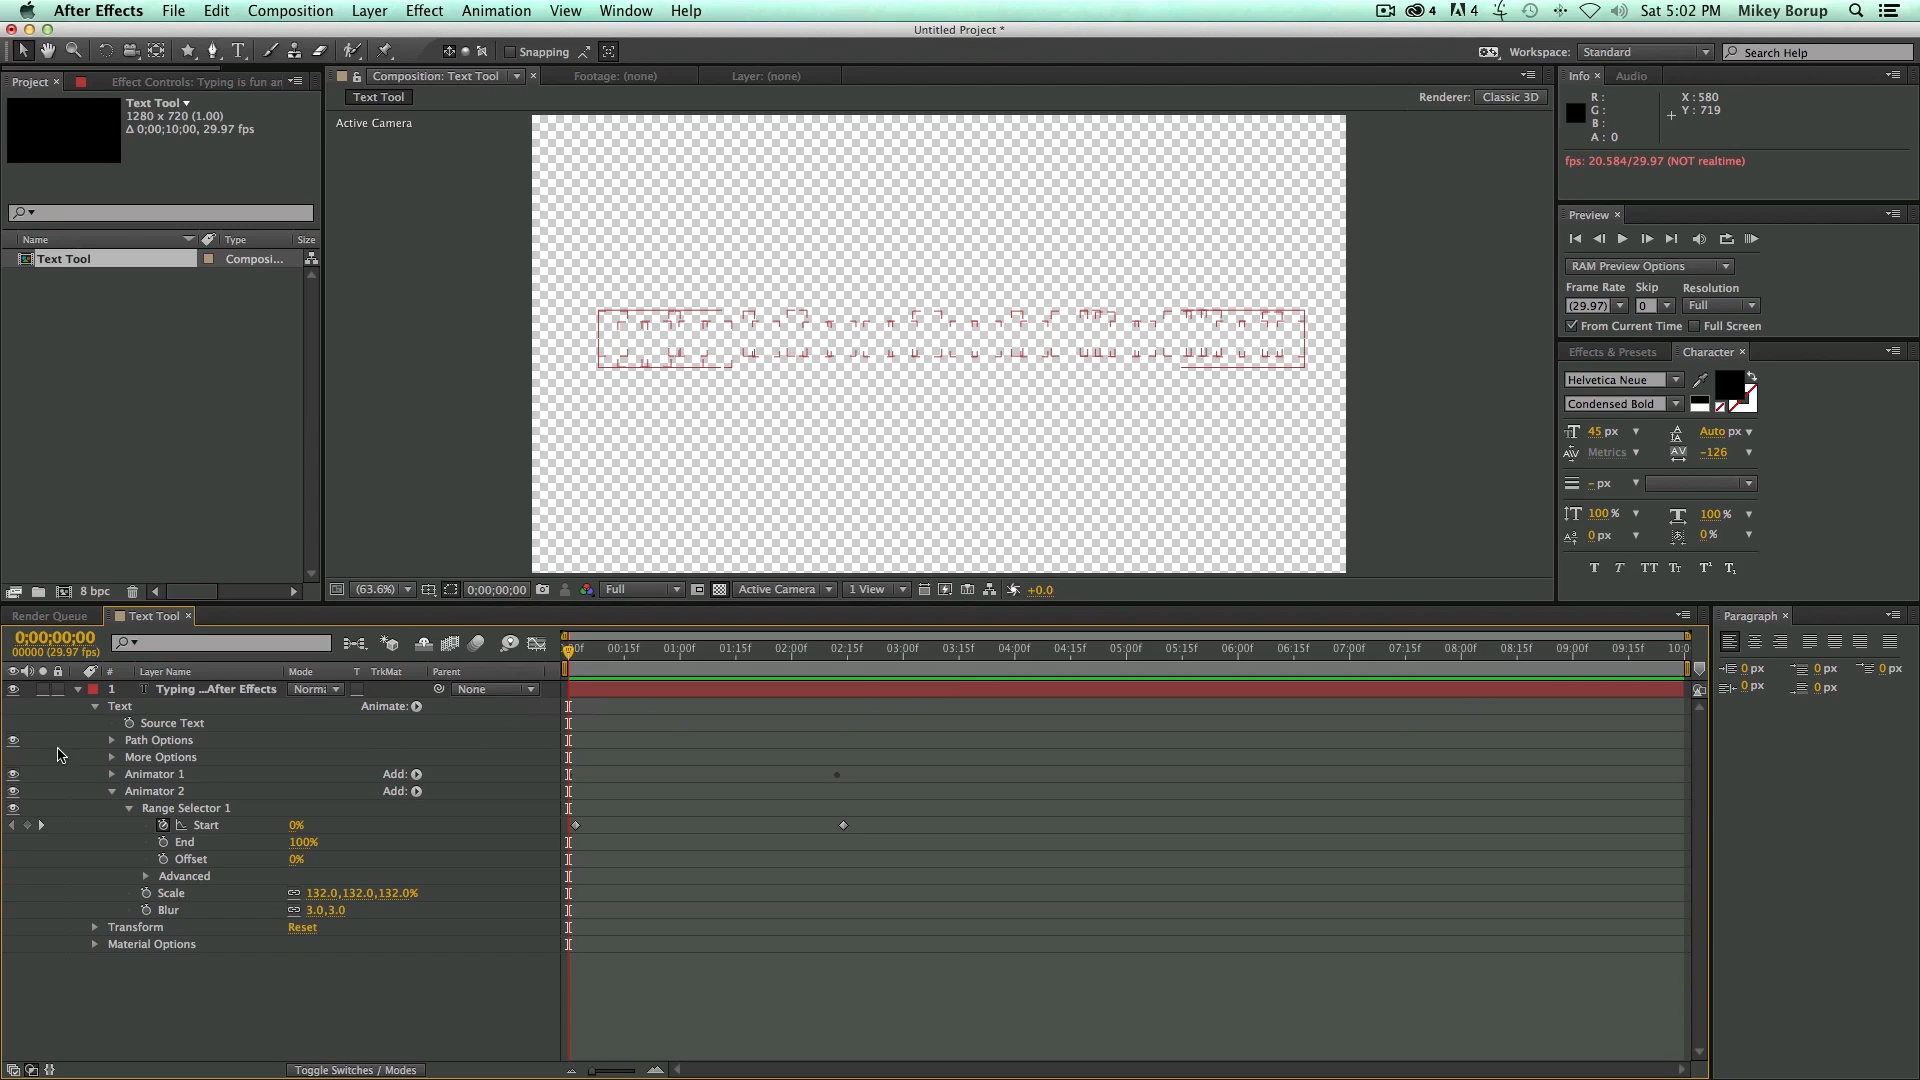 After Effects File Edit Composition Layer Effect Animation View Window Help 4 4 Sat 5:02 PM Mikey Borup
Untitled Project *
Snapping Workspace: Standard Search Help
Project × Effect Controls: Typing is fun an Composition: Text Tool × Footage: (none) Layer: (none) Info × Audio
Text Tool Text Tool Renderer: Classic 3D
1280 x 720 (1.00)
Δ 0;00;10;00, 29.97 fps
Active Camera
R: X: 580
G: Y: 719
B:
A: 0
fps: 20.584/29.97 (NOT realtime)
Preview ×
Name Type Size
Text Tool Composi...
RAM Preview Options
Frame Rate Skip Resolution
(29.97) 0 Full
From Current Time Full Screen
Effects & Presets Character ×
Helvetica Neue
Condensed Bold
45 px Auto px
Metrics -126
- px
100 % 100 %
0 px 0 %
T T TT Tт T¹ T₁
8 bpc (63.6%) 0;00;00;00 Full Active Camera 1 View +0.0
Render Queue Text Tool × Paragraph ×
0;00;00;00
00000 (29.97 fps)
00f 00:15f 01:00f 01:15f 02:00f 02:15f 03:00f 03:15f 04:00f 04:15f 05:00f 05:15f 06:00f 06:15f 07:00f 07:15f 08:00f 08:15f 09:00f 09:15f 10:0
0 px 0 px 0 px
0 px 0 px
# Layer Name Mode T TrkMat Parent
1 T Typing ...After Effects Norma None
Text Animate:
Source Text
Path Options
More Options
Animator 1 Add:
Animator 2 Add:
Range Selector 1
Start 0%
End 100%
Offset 0%
Advanced
Scale 132.0,132.0,132.0%
Blur 3.0,3.0
Transform Reset
Material Options
Toggle Switches / Modes